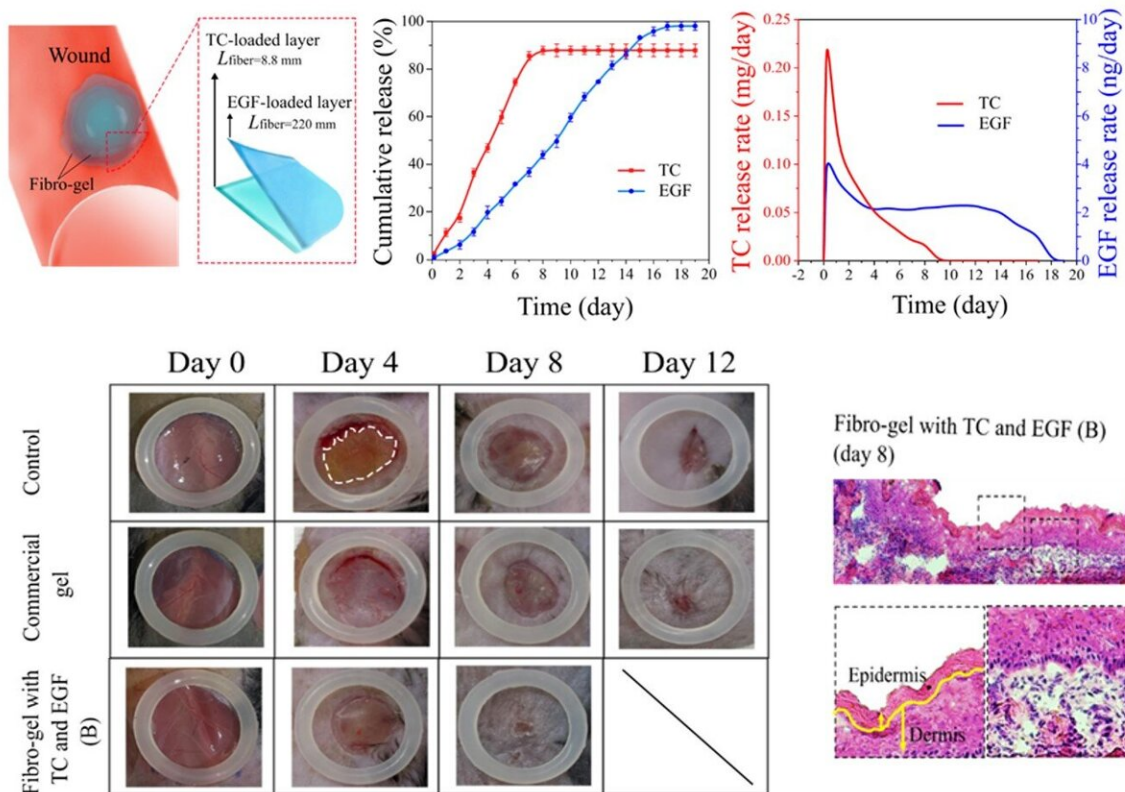 Wound
Fibro-gel
TC-loaded layer
Lfiber=8.8 mm
EGF-loaded layer
Lfiber=220 mm
Cumulative release (%)
100
80
60
40
20
0
TC
EGF
0 2 4 6 8 10 12 14 16 18 20
Time (day)
TC release rate (mg/day)
0.25
0.20
0.15
0.10
0.05
0.00
TC
EGF
-2 0 2 4 6 8 10 12 14 16 18 20
Time (day)
10
8
6
4
2
0
EGF release rate (ng/day)
Day 0 Day 4 Day 8 Day 12
Control
Commercial
gel
Fibro-gel with
TC and EGF
(B)
Fibro-gel with TC and EGF (B)
(day 8)
Epidermis
Dermis